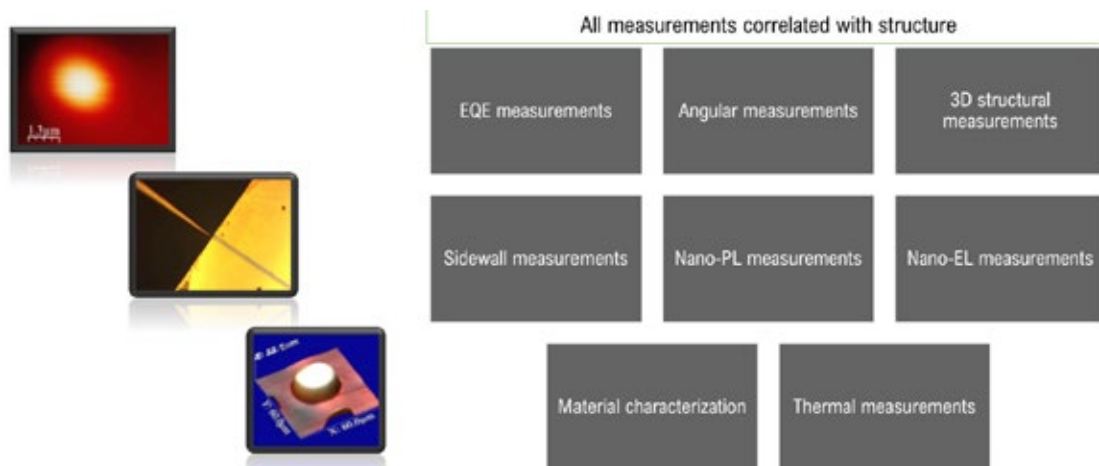 All measurements correlated with structure
EQE measurements
Angular measurements
3D structural
measurements
Sidewall measurements
Nano-PL measurements
Nano-EL measurements
Material characterization
Thermal measurements